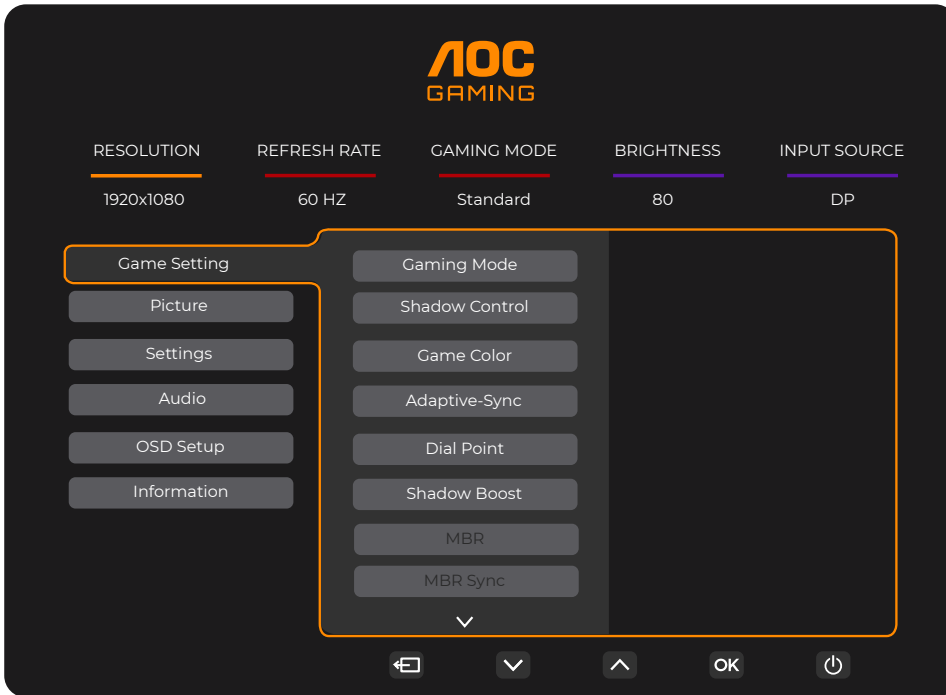 AOC
GAMING
RESOLUTION REFRESH RATE GAMING MODE BRIGHTNESS INPUT SOURCE
1920x1080 60 HZ Standard 80 DP
Game Setting
Picture
Settings
Audio
OSD Setup
Information
Gaming Mode
Shadow Control
Game Color
Adaptive-Sync
Dial Point
Shadow Boost
MBR
MBR Sync
OK